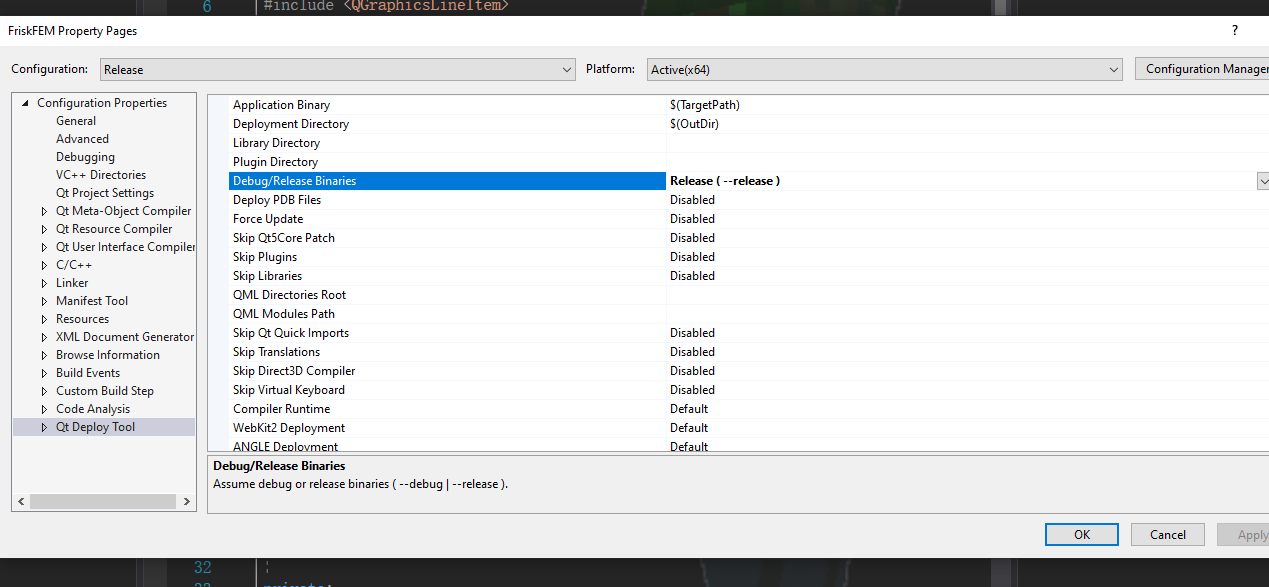 6 #include <QGraphicsLineItem>
FriskFEM Property Pages ?
Configuration: Release Platform: Active(x64) Configuration Manager
Configuration Properties
General
Advanced
Debugging
VC++ Directories
Qt Project Settings
Qt Meta-Object Compiler
Qt Resource Compiler
Qt User Interface Compiler
C/C++
Linker
Manifest Tool
Resources
XML Document Generator
Browse Information
Build Events
Custom Build Step
Code Analysis
Qt Deploy Tool
Application Binary $(TargetPath)
Deployment Directory $(OutDir)
Library Directory
Plugin Directory
Debug/Release Binaries Release ( --release )
Deploy PDB Files Disabled
Force Update Disabled
Skip Qt5Core Patch Disabled
Skip Plugins Disabled
Skip Libraries Disabled
QML Directories Root
QML Modules Path
Skip Qt Quick Imports Disabled
Skip Translations Disabled
Skip Direct3D Compiler Disabled
Skip Virtual Keyboard Disabled
Compiler Runtime Default
WebKit2 Deployment Default
ANGLE Deployment Default
Debug/Release Binaries
Assume debug or release binaries ( --debug | --release ).
OK Cancel Apply
32
33 private: